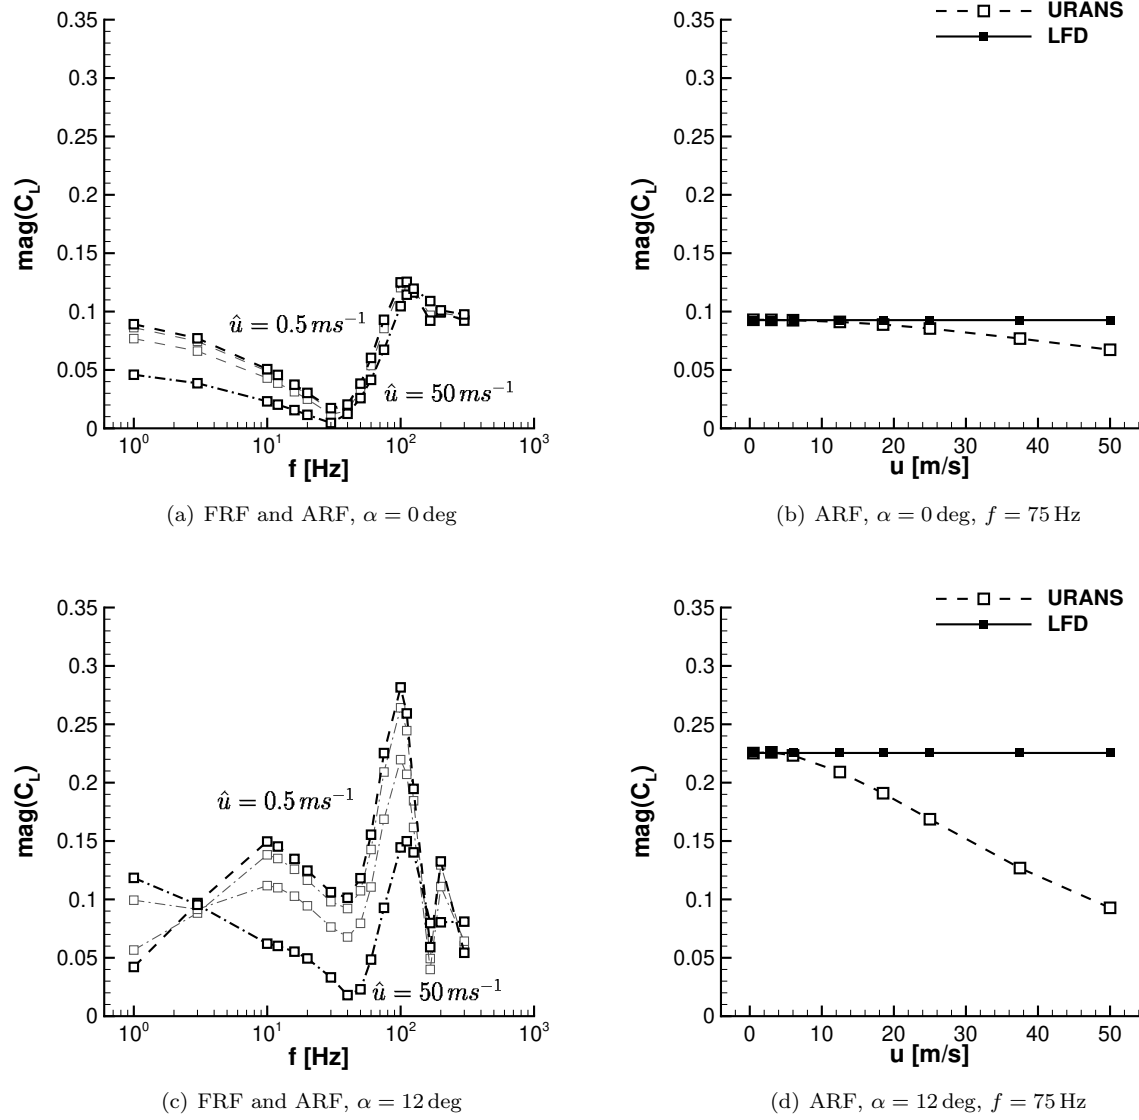 0.35
0.3
0.25
0.2
0.15
0.1
0.05
0
mag(C_L)
û = 0.5 ms⁻¹
û = 50 ms⁻¹
10⁰ 10¹ 10² 10³
f [Hz]
(a) FRF and ARF, α = 0 deg
URANS
LFD
0.35
0.3
0.25
0.2
0.15
0.1
0.05
0
mag(C_L)
0 10 20 30 40 50
u [m/s]
(b) ARF, α = 0 deg, f = 75 Hz
0.35
0.3
0.25
0.2
0.15
0.1
0.05
0
mag(C_L)
û = 0.5 ms⁻¹
û = 50 ms⁻¹
10⁰ 10¹ 10² 10³
f [Hz]
(c) FRF and ARF, α = 12 deg
URANS
LFD
0.35
0.3
0.25
0.2
0.15
0.1
0.05
0
mag(C_L)
0 10 20 30 40 50
u [m/s]
(d) ARF, α = 12 deg, f = 75 Hz